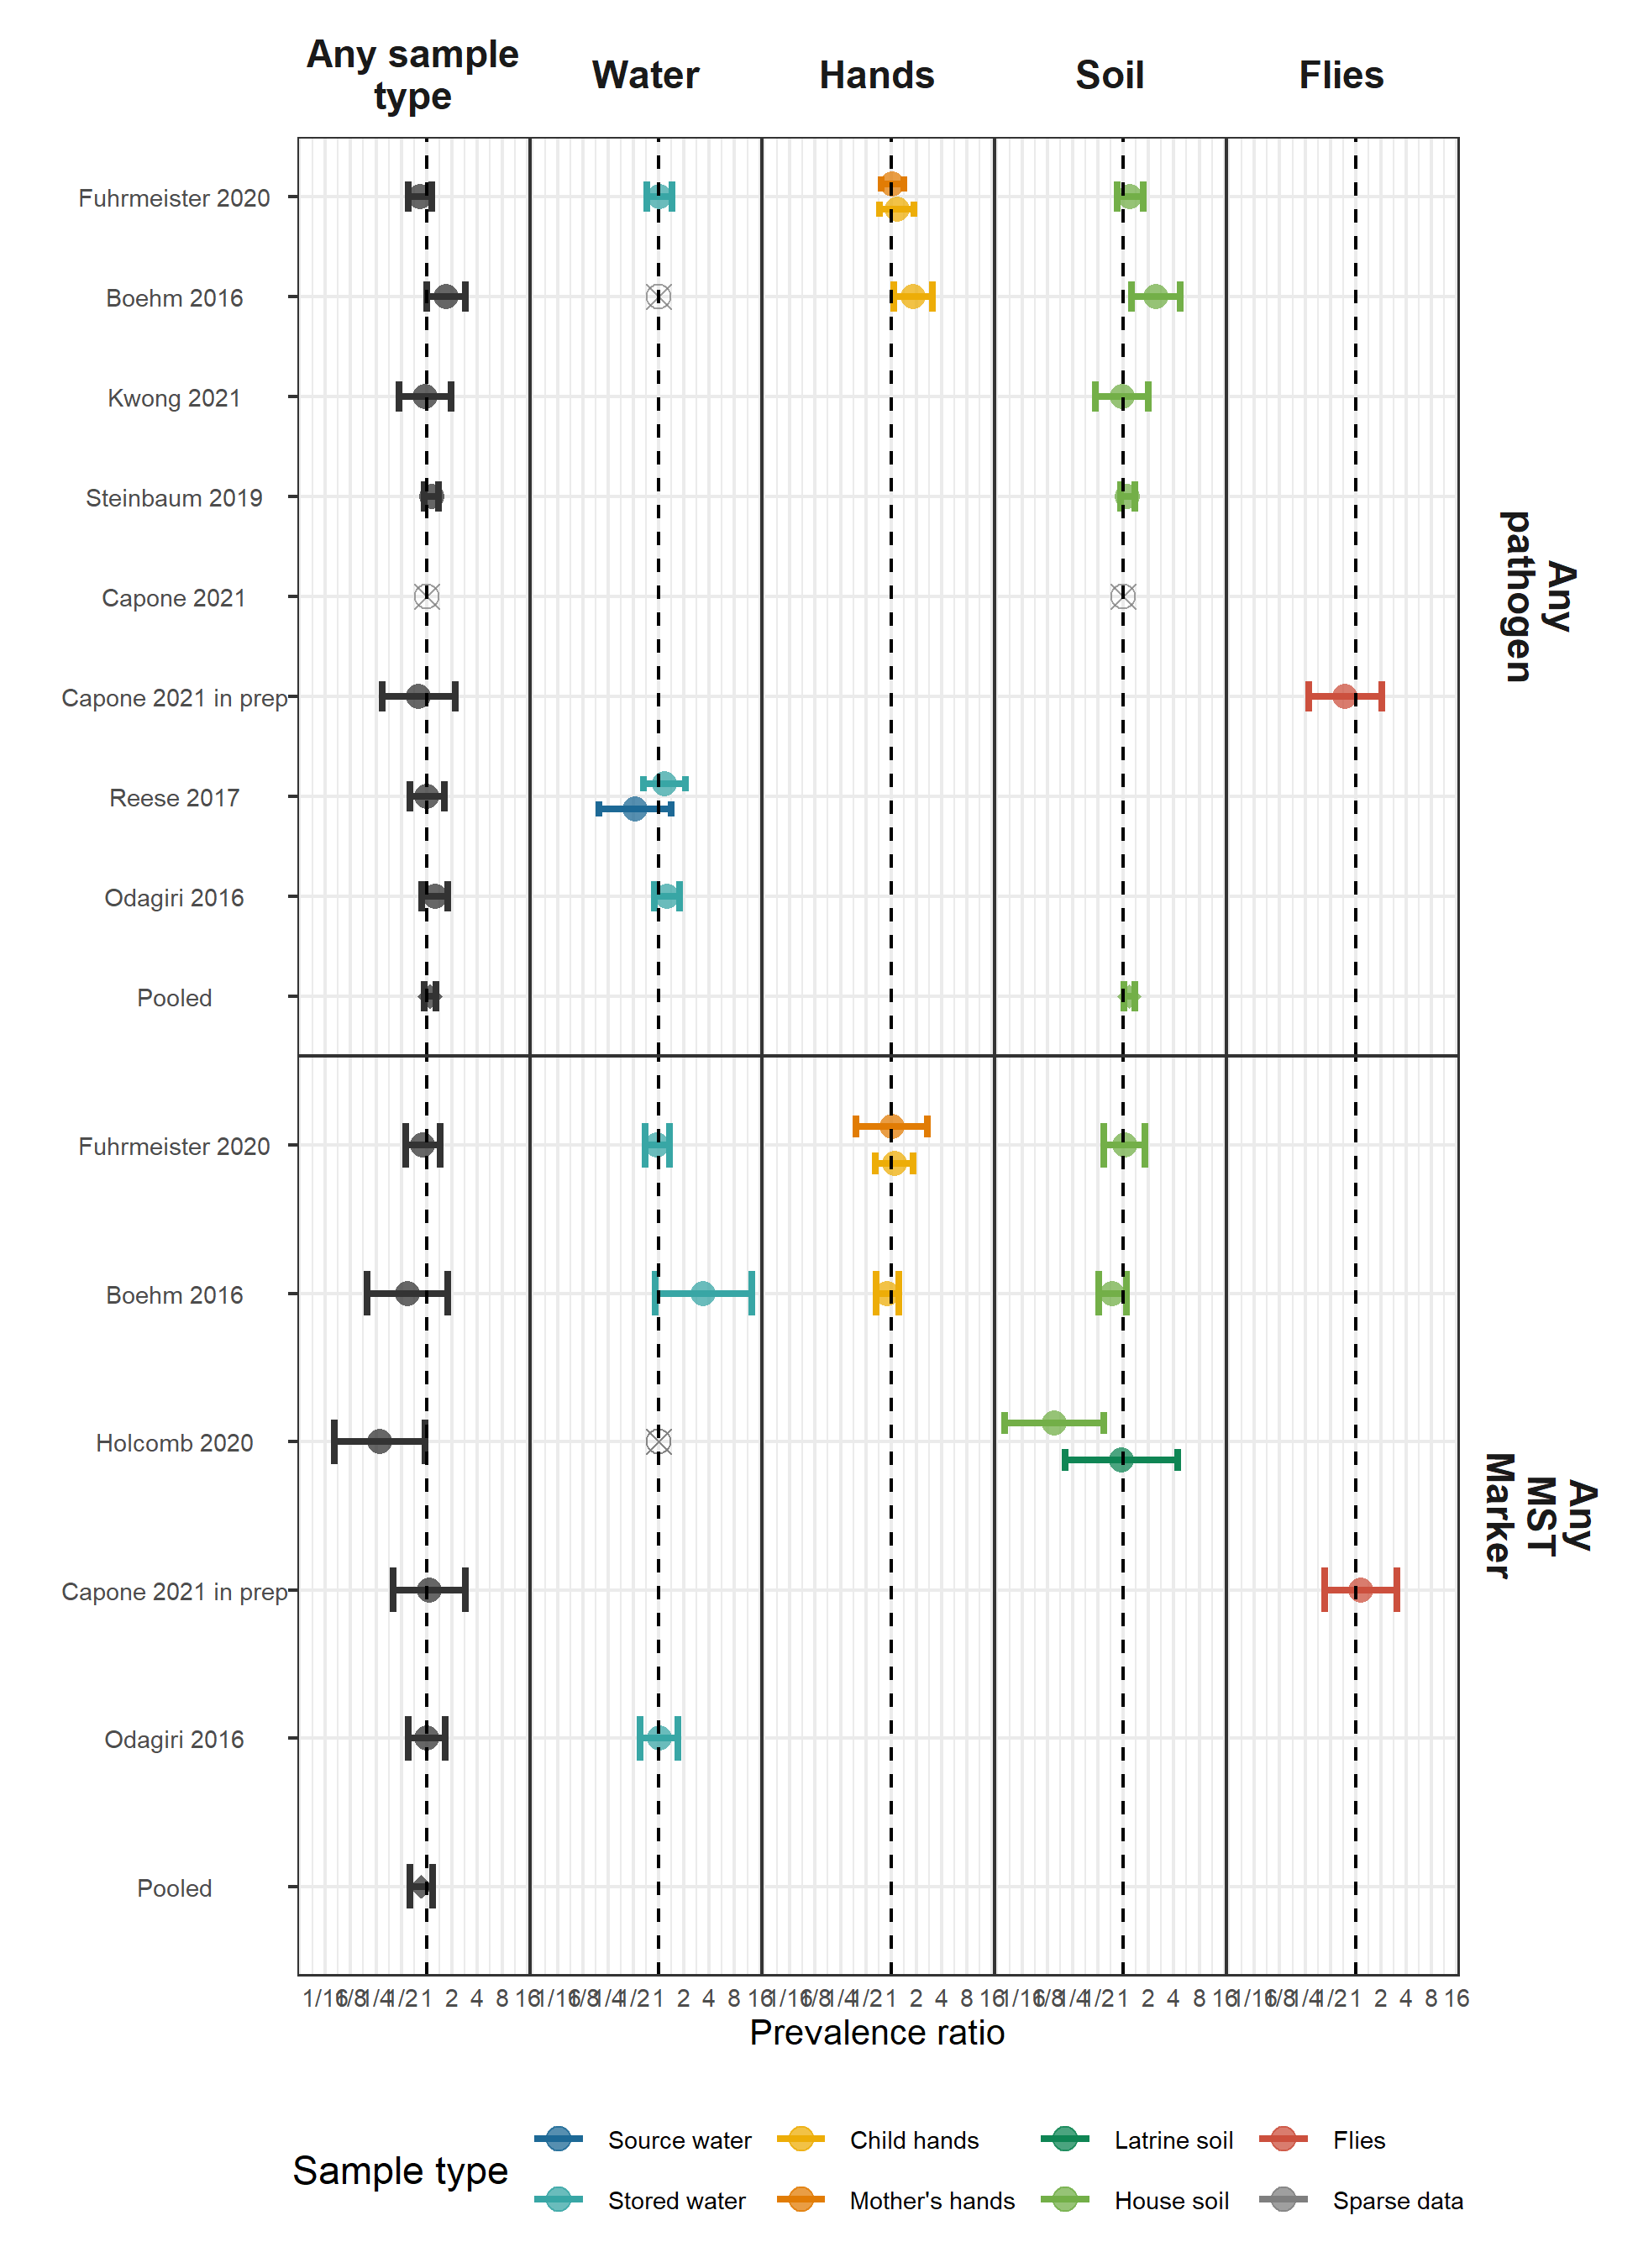 Any sample
type
Water
Hands
Soil
Flies
Fuhrmeister 2020
Boehm 2016
Kwong 2021
Steinbaum 2019
Capone 2021
Capone 2021 in prep
Reese 2017
Odagiri 2016
Pooled
Any
pathogen
Fuhrmeister 2020
Boehm 2016
Holcomb 2020
Capone 2021 in prep
Odagiri 2016
Pooled
Any
MST
Marker
1/16 1/8 1/4 1/2 1 2 4 8 16 1/16 1/8 1/4 1/2 1 2 4 8 16 1/16 1/8 1/4 1/2 1 2 4 8 16 1/16 1/8 1/4 1/2 1 2 4 8 16 1/16 1/8 1/4 1/2 1 2 4 8 16
Prevalence ratio
Sample type
Source water
Child hands
Latrine soil
Flies
Stored water
Mother's hands
House soil
Sparse data